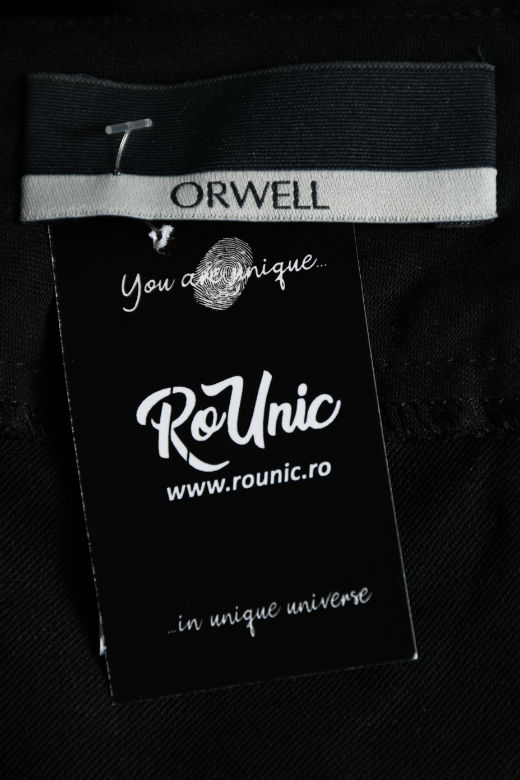 ORWELL
You are unique...
RoUnic
www.rounic.ro
...in unique universe